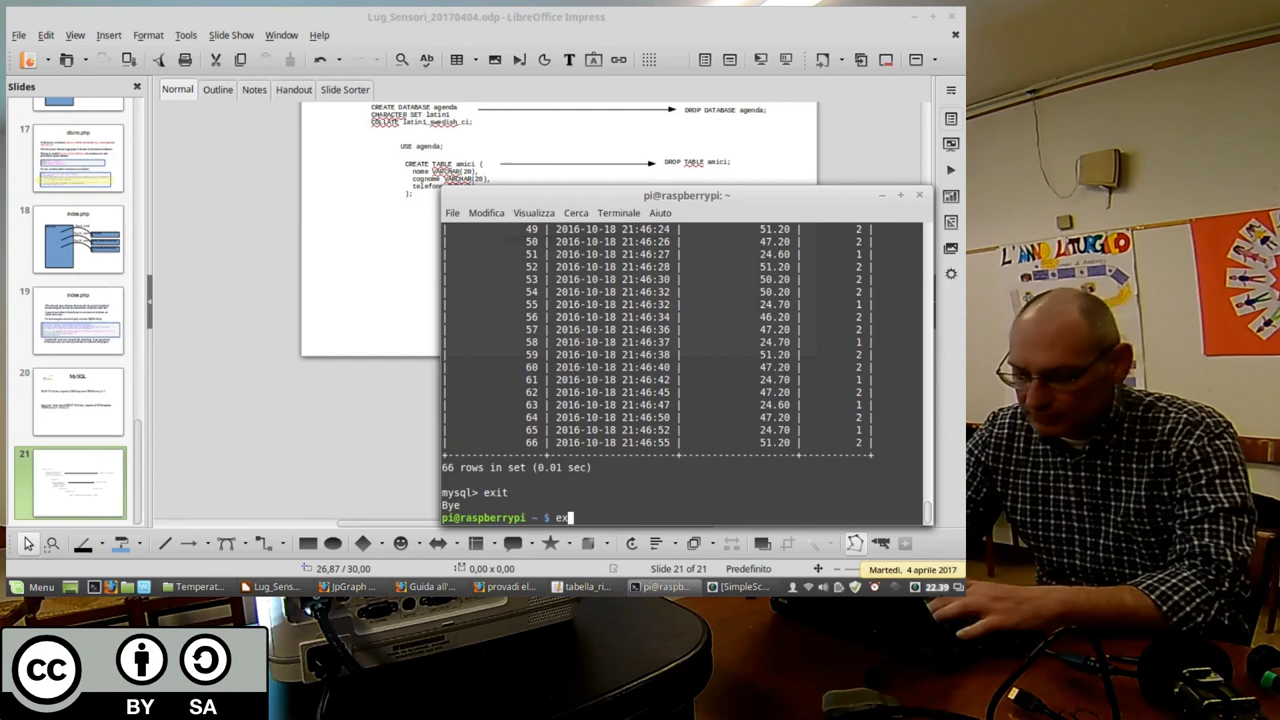 Lug_Sensori_20170404.odp - LibreOffice Impress
File Edit View Insert Format Tools Slide Show Window Help
Slides
Normal Outline Notes Handout Slide Sorter
17
18
index.php
19
index.php
20
MySQL
21
CREATE DATABASE agenda
CHARACTER SET latin1
COLLATE latin1_swedish_ci;
DROP DATABASE agenda;
USE agenda;
CREATE TABLE amici (
nome VARCHAR(20),
cognome VARCHAR(20),
telefono
);
DROP TABLE amici;
pi@raspberrypi: ~
File Modifica Visualizza Cerca Terminale Aiuto
| 49 | 2016-10-18 21:46:24 | 51.20 | 2 |
| 50 | 2016-10-18 21:46:26 | 47.20 | 2 |
| 51 | 2016-10-18 21:46:27 | 24.60 | 1 |
| 52 | 2016-10-18 21:46:28 | 51.20 | 2 |
| 53 | 2016-10-18 21:46:30 | 50.20 | 2 |
| 54 | 2016-10-18 21:46:32 | 50.20 | 2 |
| 55 | 2016-10-18 21:46:32 | 24.70 | 1 |
| 56 | 2016-10-18 21:46:34 | 46.20 | 2 |
| 57 | 2016-10-18 21:46:36 | 47.20 | 2 |
| 58 | 2016-10-18 21:46:37 | 24.70 | 1 |
| 59 | 2016-10-18 21:46:38 | 51.20 | 2 |
| 60 | 2016-10-18 21:46:40 | 47.20 | 2 |
| 61 | 2016-10-18 21:46:42 | 24.70 | 1 |
| 62 | 2016-10-18 21:46:45 | 47.20 | 2 |
| 63 | 2016-10-18 21:46:47 | 24.60 | 1 |
| 64 | 2016-10-18 21:46:50 | 47.20 | 2 |
| 65 | 2016-10-18 21:46:52 | 24.70 | 1 |
| 66 | 2016-10-18 21:46:55 | 51.20 | 2 |
66 rows in set (0.01 sec)
mysql> exit
Bye
pi@raspberrypi ~ $ ex
26,87 / 30,00 0,00 x 0,00 Slide 21 of 21 Predefinito
Martedì, 4 aprile 2017
Menu Temperat... Lug_Sens... JpGraph ... Guida all'... provadi el... tabella_ri... pi@raspb... [SimpleSc... 22.39
L'ANNO LITURGICO
cc
BY SA